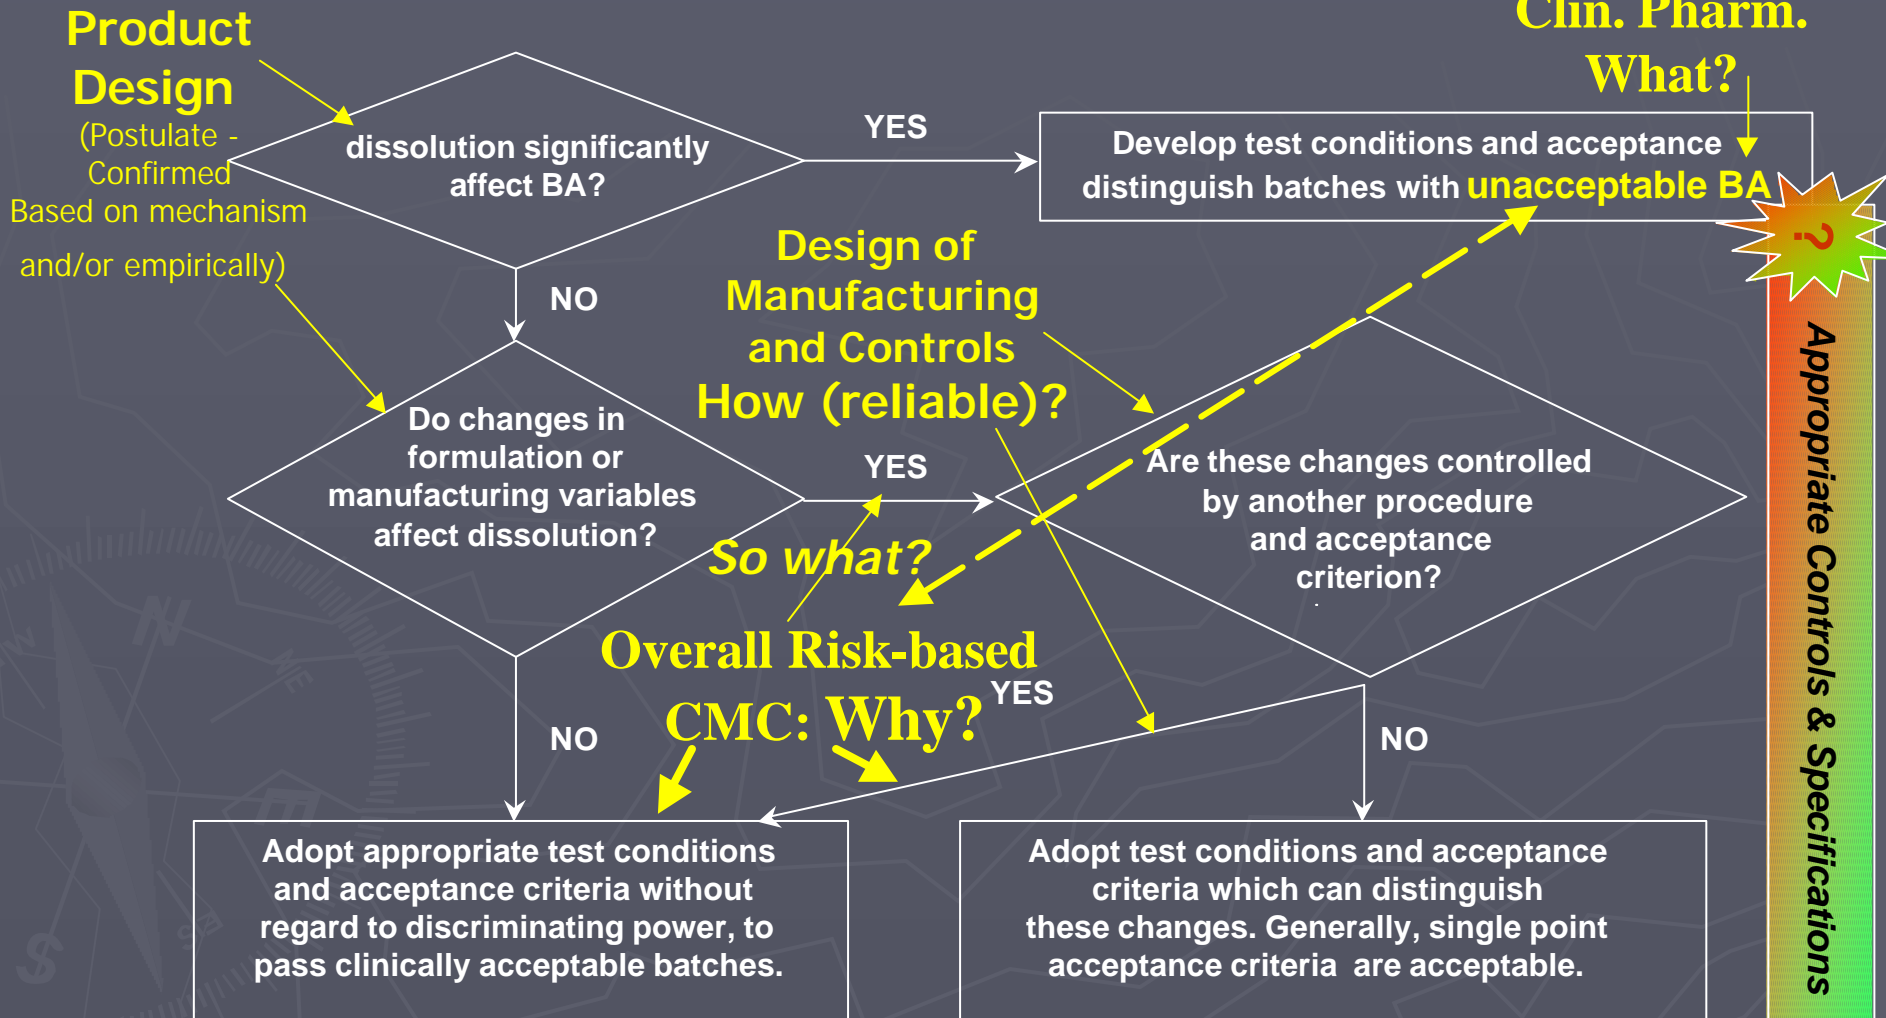 Product
Design
(Postulate -
Confirmed
Based on mechanism
and/or empirically)
Clin. Pharm.
What?
dissolution significantly
affect BA?
YES
Develop test conditions and acceptance
distinguish batches with unacceptable BA
NO
Design of
Manufacturing
and Controls
How (reliable)?
?
Appropriate Controls & Specifications
Do changes in
formulation or
manufacturing variables
affect dissolution?
YES
So what?
Are these changes controlled
by another procedure
and acceptance
criterion?
Overall Risk-based
CMC: Why?
YES
NO
NO
Adopt appropriate test conditions
and acceptance criteria without
regard to discriminating power, to
pass clinically acceptable batches.
Adopt test conditions and acceptance
criteria which can distinguish
these changes. Generally, single point
acceptance criteria are acceptable.
N
NE
E
SE
S